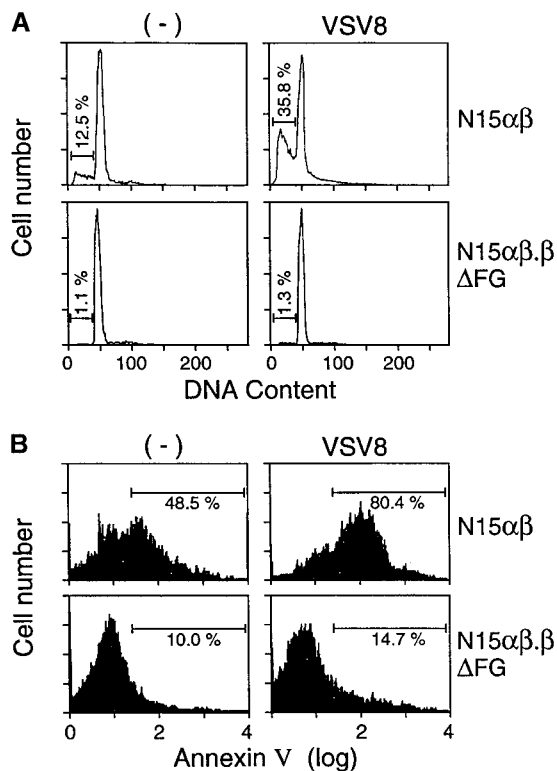 A
(-)
VSV8
Cell number
12.5 %
35.8 %
N15αβ
1.1 %
1.3 %
N15αβ.β
ΔFG
0 100 200
0 100 200
DNA Content
B
(-)
VSV8
Cell number
48.5 %
80.4 %
N15αβ
10.0 %
14.7 %
N15αβ.β
ΔFG
0 2 4
0 2 4
Annexin V (log)